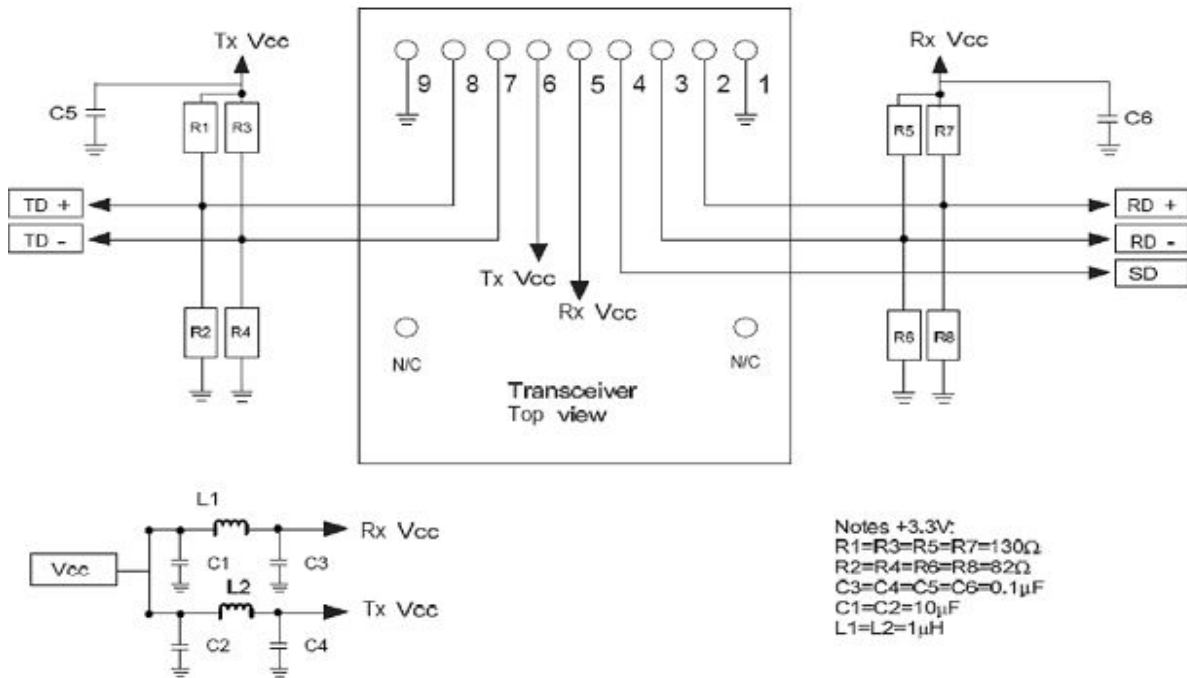 Tx Vcc
Rx Vcc
9 8 7 6 5 4 3 2 1
C5
R1 R3
R5 R7
C6
TD +
TD -
RD +
RD -
SD
Tx Vcc
Rx Vcc
R2 R4
R6 R8
N/C
N/C
Transceiver
Top view
L1
Rx Vcc
C1
C3
Vcc
L2
Tx Vcc
C2
C4
Notes +3.3V:
R1=R3=R5=R7=130Ω
R2=R4=R6=R8=82Ω
C3=C4=C5=C6=0.1µF
C1=C2=10µF
L1=L2=1µH